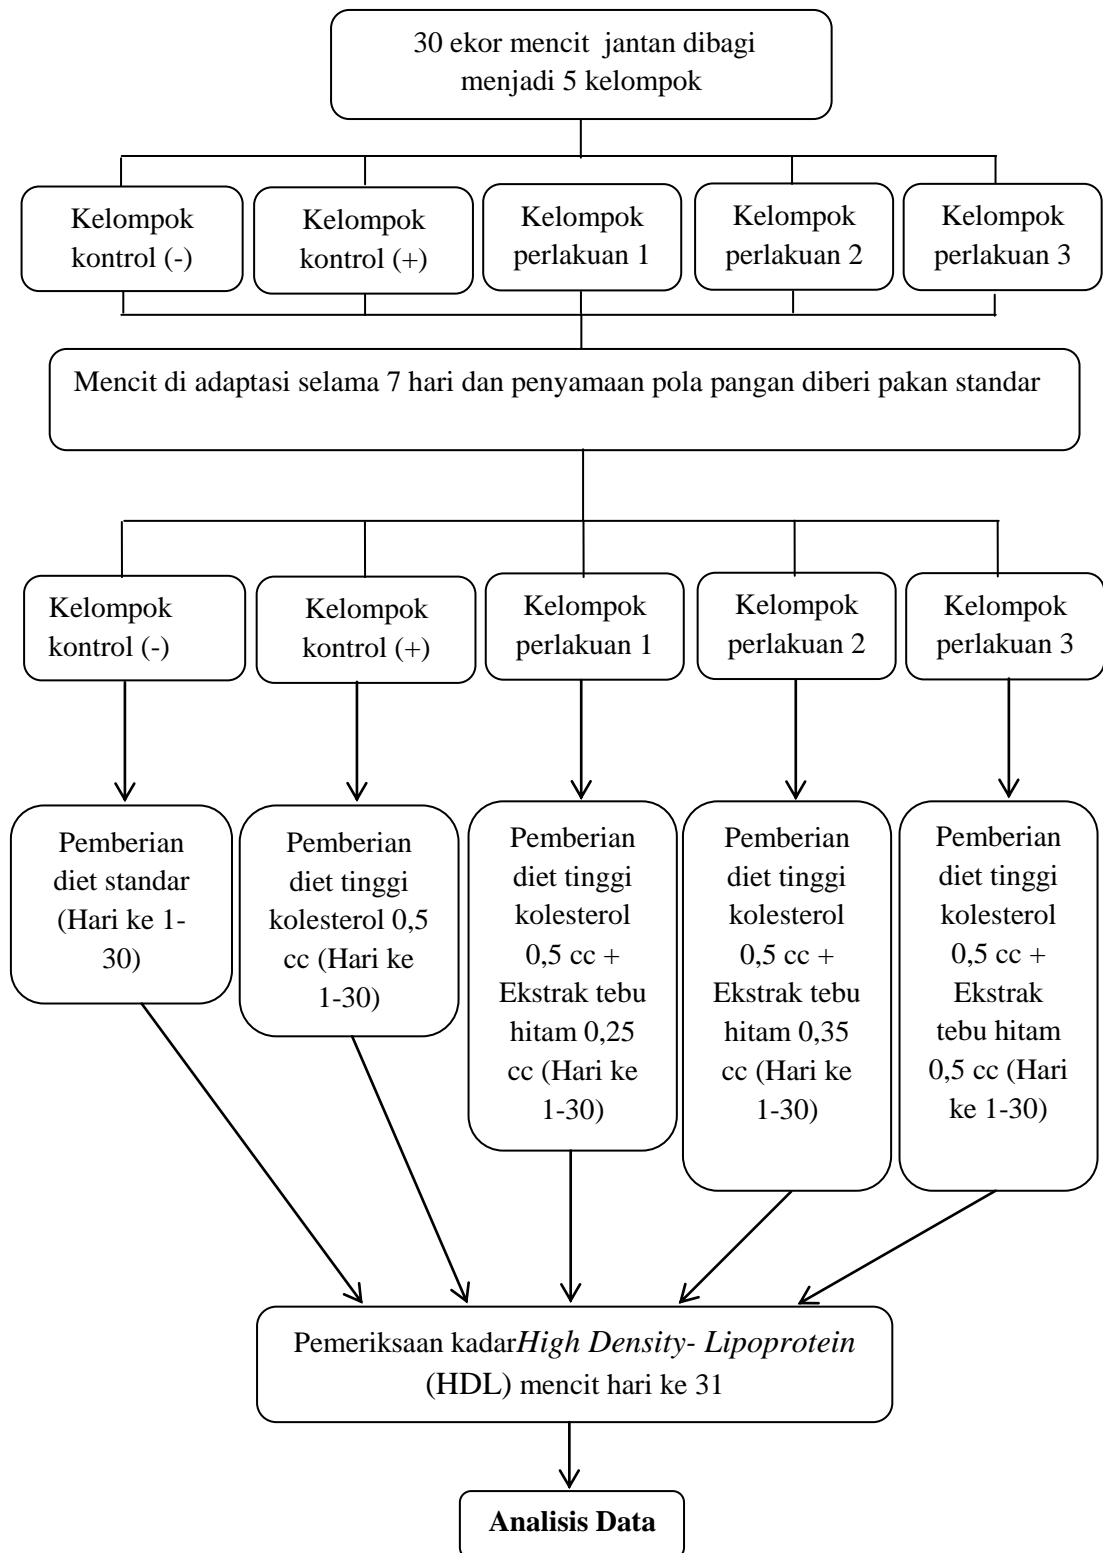 30 ekor mencit  jantan dibagi
menjadi 5 kelompok
Kelompok
kontrol (-)
Kelompok
kontrol (+)
Kelompok
perlakuan 1
Kelompok
perlakuan 2
Kelompok
perlakuan 3
Mencit di adaptasi selama 7 hari dan penyamaan pola pangan diberi pakan standar
Kelompok
kontrol (-)
Kelompok
kontrol (+)
Kelompok
perlakuan 1
Kelompok
perlakuan 2
Kelompok
perlakuan 3
Pemberian
diet standar
(Hari ke 1-
30)
Pemberian
diet tinggi
kolesterol 0,5
cc (Hari ke
1-30)
Pemberian
diet tinggi
kolesterol
0,5 cc +
Ekstrak tebu
hitam 0,25
cc (Hari ke
1-30)
Pemberian
diet tinggi
kolesterol
0,5 cc +
Ekstrak tebu
hitam 0,35
cc (Hari ke
1-30)
Pemberian
diet tinggi
kolesterol
0,5 cc +
Ekstrak
tebu hitam
0,5 cc (Hari
ke 1-30)
Pemeriksaan kadarHigh Density- Lipoprotein
(HDL) mencit hari ke 31
Analisis Data